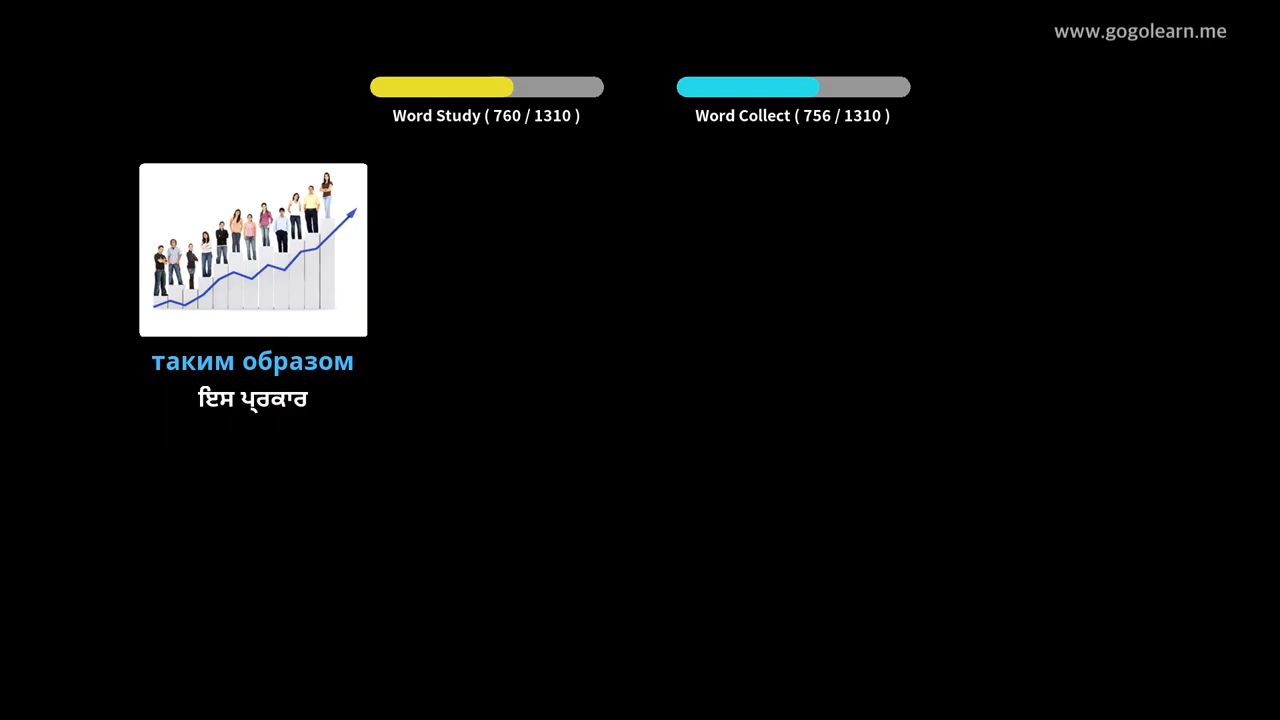 www.gogolearn.me
Word Study ( 760 / 1310 )
Word Collect ( 756 / 1310 )
таким образом
ਇਸ ਪ੍ਰਕਾਰ